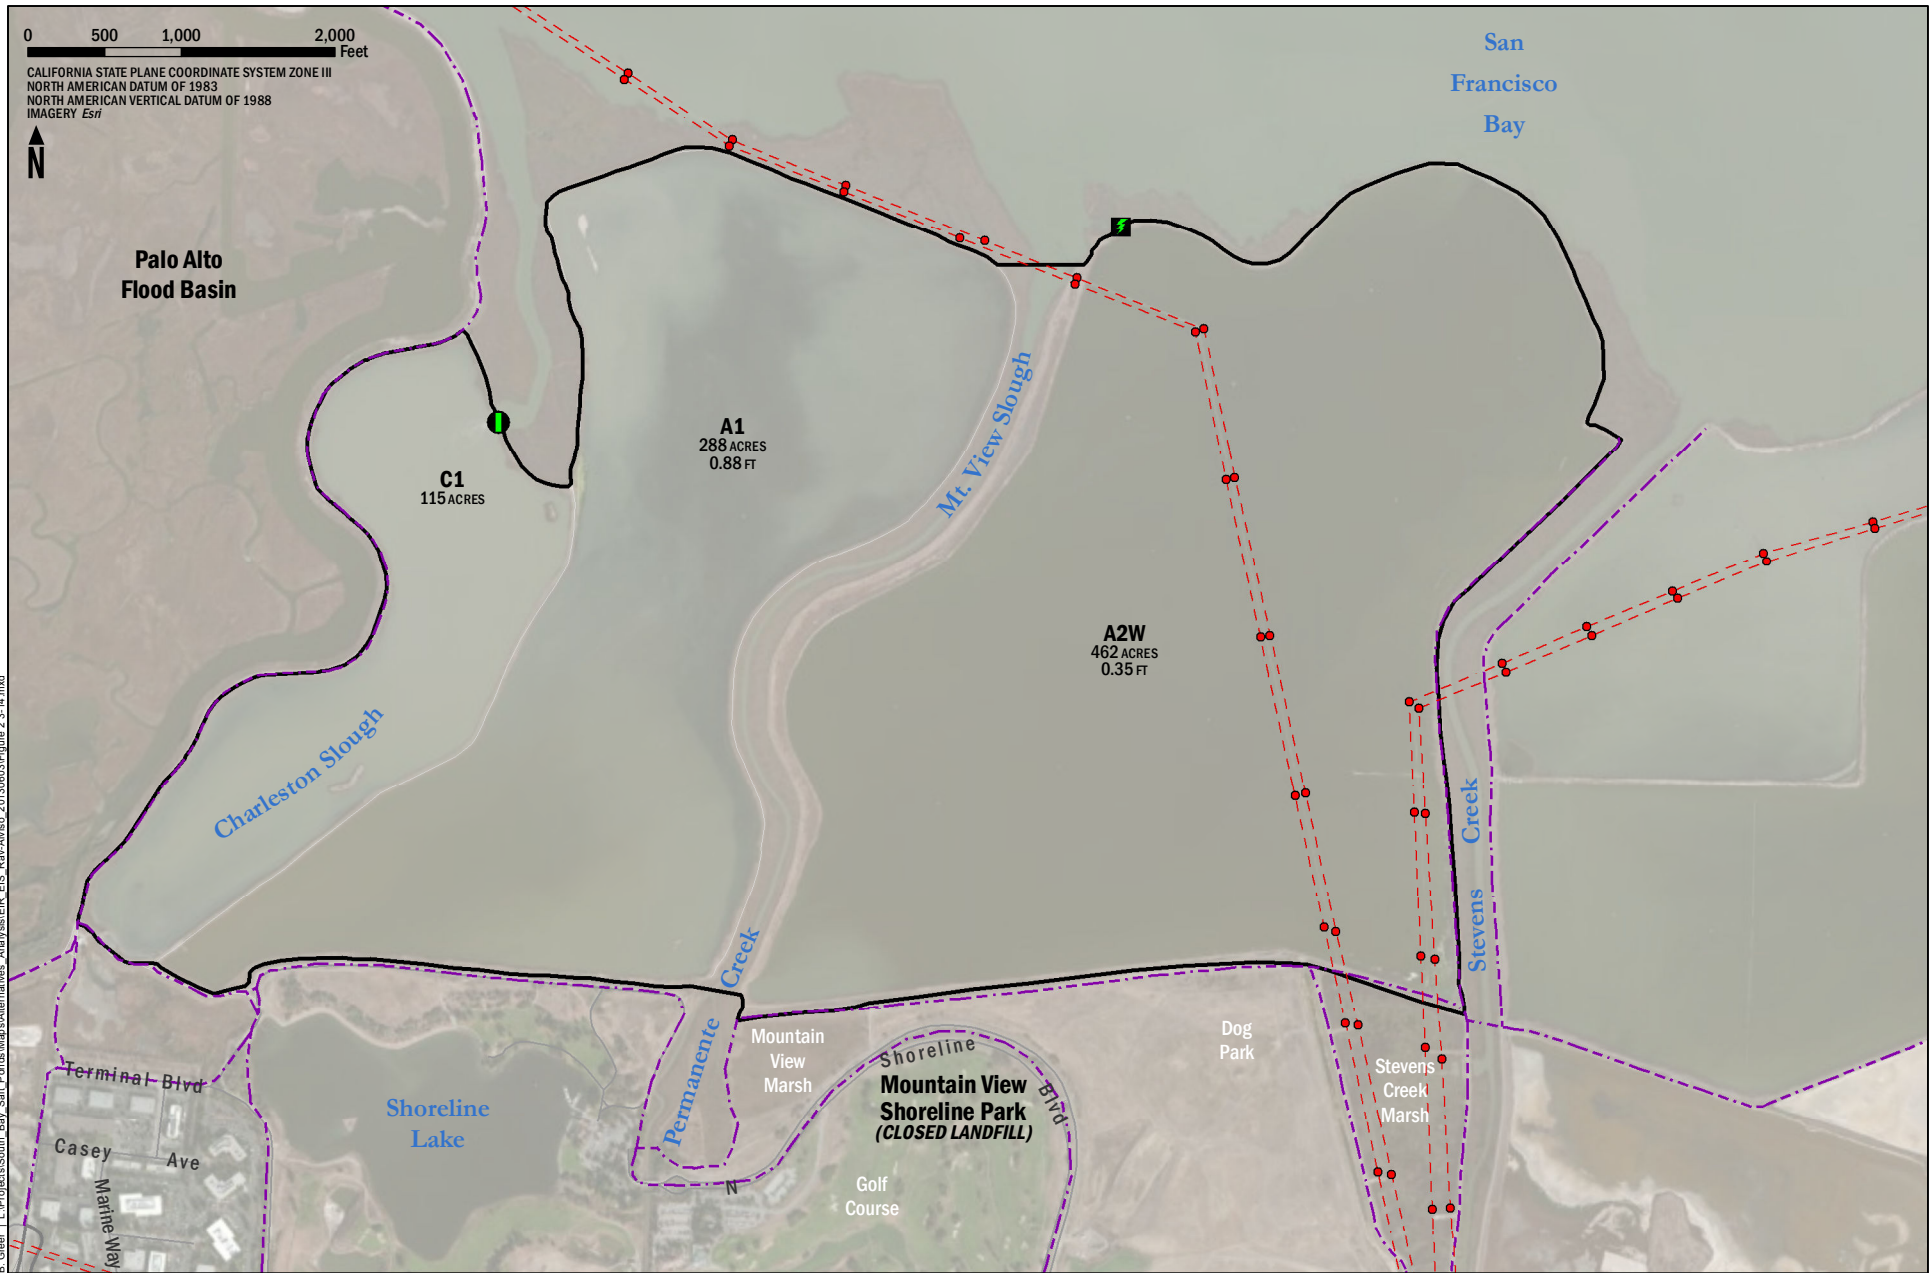 0 500 1,000 2,000
Feet
CALIFORNIA STATE PLANE COORDINATE SYSTEM ZONE III
NORTH AMERICAN DATUM OF 1983
NORTH AMERICAN VERTICAL DATUM OF 1988
IMAGERY Esri
N
San
Francisco
Bay
Palo Alto
Flood Basin
A1
288 ACRES
0.88 FT
C1
115 ACRES
Mt. View Slough
A2W
462 ACRES
0.35 FT
Charleston Slough
Stevens Creek
Permanente Creek
Mountain
View
Marsh
Shoreline
Blvd
N
Mountain View
Shoreline Park
(CLOSED LANDFILL)
Dog
Park
Stevens
Creek
Marsh
Golf
Course
Shoreline
Lake
Terminal Blvd
Casey Ave
Marine Way